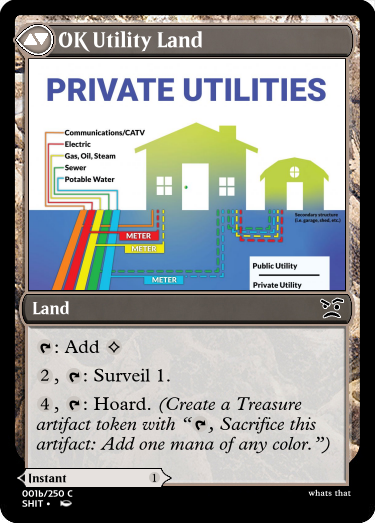 OK Utility Land
PRIVATE UTILITIES
Communications/CATV
Electric
Gas, Oil, Steam
Sewer
Potable Water
Secondary structure
(i.e. garage, shed, etc.)
METER
METER
METER
Public Utility
Private Utility
Land
: Add
2, : Surveil 1.
4, : Hoard. (Create a Treasure
artifact token with “, Sacrifice this
artifact: Add one mana of any color.”)
Instant 1
001b/250 C
SHIT •
whats that